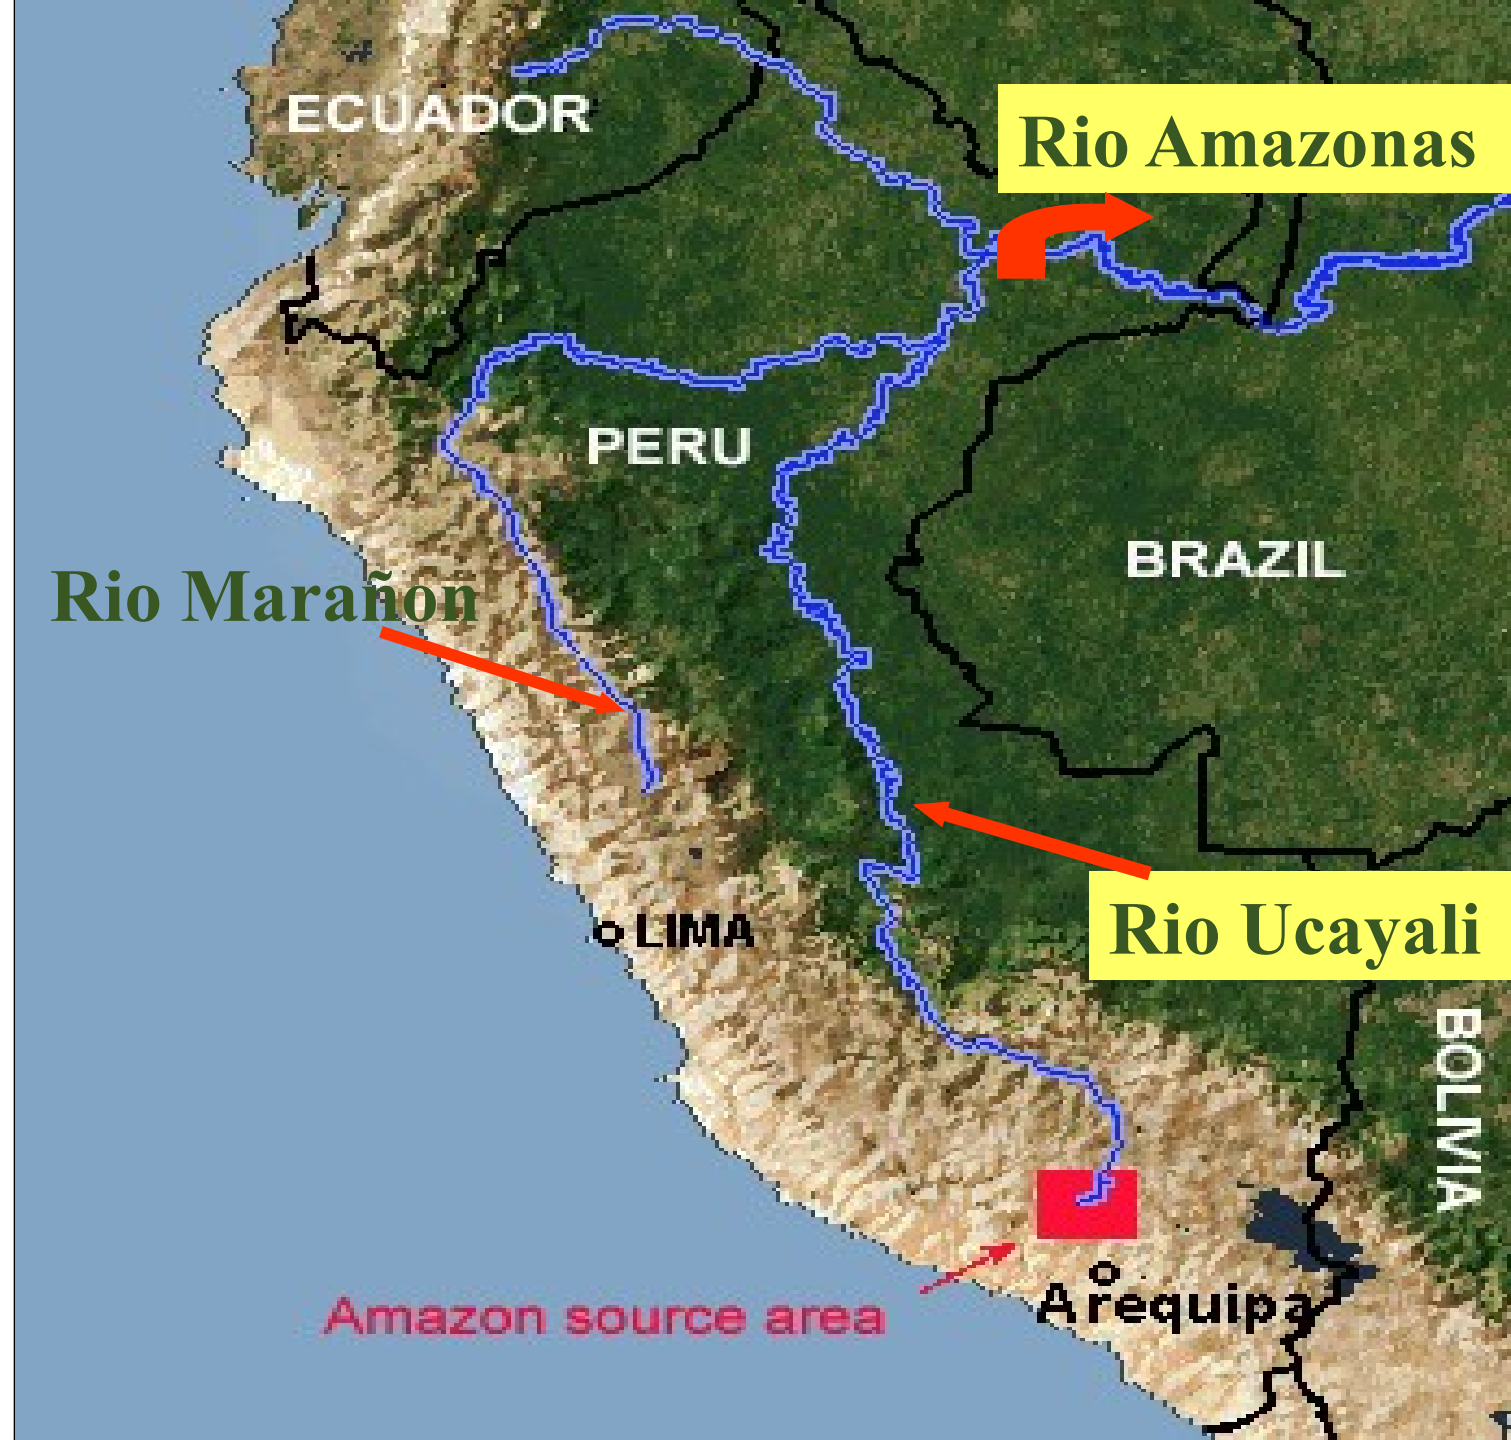 ECUADOR
Rio Amazonas
PERU
BRAZIL
Rio Marañon
LIMA
Rio Ucayali
BOLIVIA
Amazon source area
Arequipa